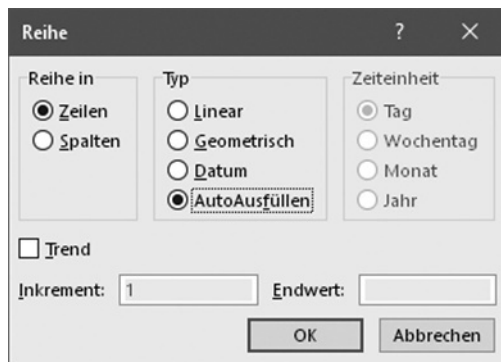 Reihe ? ×
Reihe in
Zeilen
Spalten
Typ
Linear
Geometrisch
Datum
AutoAusfüllen
Zeiteinheit
Tag
Wochentag
Monat
Jahr
Trend
Inkrement: 1 Endwert:
OK Abbrechen